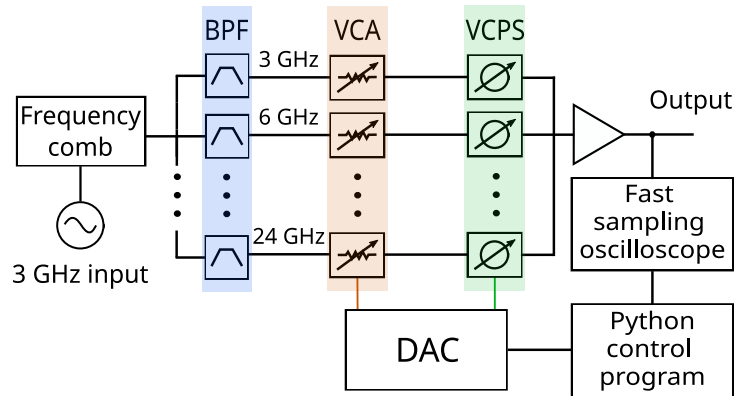 BPF
VCA
VCPS
3 GHz
6 GHz
24 GHz
Frequency
comb
3 GHz input
Output
Fast
sampling
oscilloscope
DAC
Python
control
program